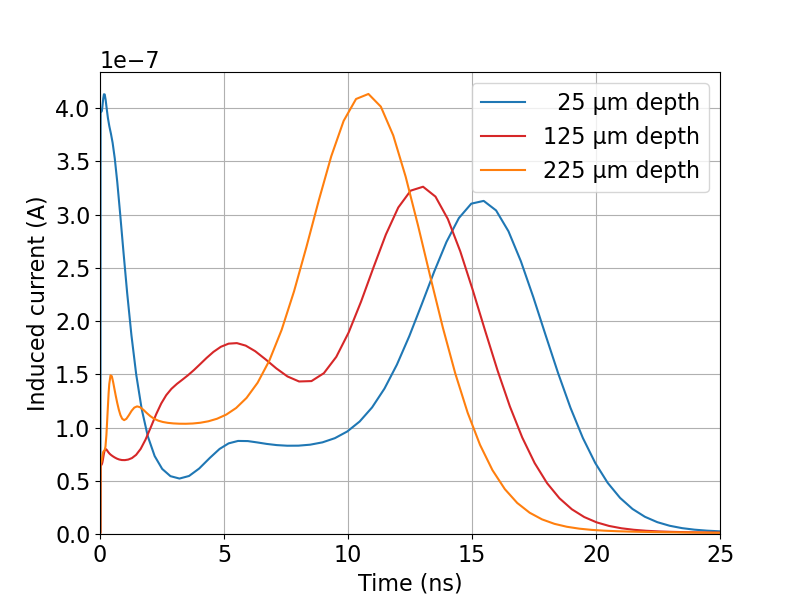 1e−7
4.0
3.5
3.0
2.5
2.0
1.5
1.0
0.5
0.0
Induced current (A)
25 µm depth
125 µm depth
225 µm depth
0 5 10 15 20 25
Time (ns)